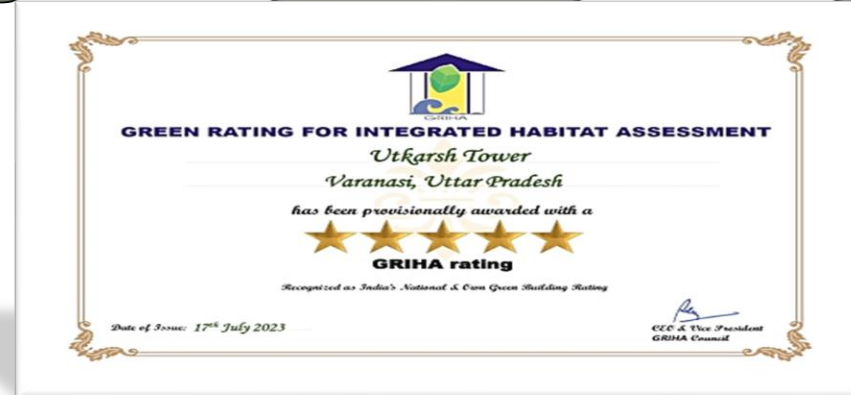 GRIHA
GREEN RATING FOR INTEGRATED HABITAT ASSESSMENT
Utkarsh Tower
Varanasi, Uttar Pradesh
has been provisionally awarded with a
GRIHA rating
Recognized as India's National & Own Green Building Rating
Date of Issue: 17th July 2023
CEO & Vice President
GRIHA Council